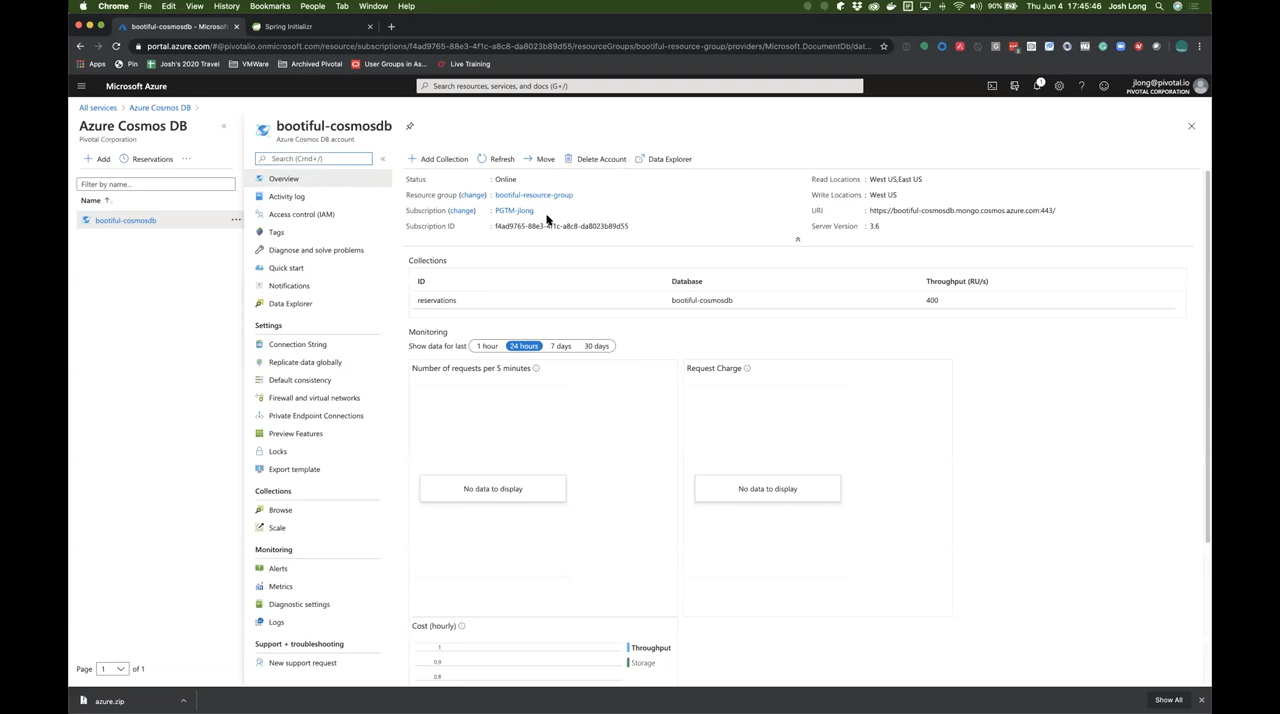 Chrome File Edit View History Bookmarks People Tab Window Help 90% Thu Jun 4 17:45:46 Josh Long
bootiful-cosmosdb - Microsoft Spring Initializr
portal.azure.com/#@pivotalio.onmicrosoft.com/resource/subscriptions/f4ad9765-88e3-4f1c-a8c8-da8023b89d55/resourceGroups/bootiful-resource-group/providers/Microsoft.DocumentDb/dat...
Apps Pin Josh's 2020 Travel VMWare Archived Pivotal User Groups in As... Live Training
Microsoft Azure
Search resources, services, and docs (G+/)
1
jlong@pivotal.io
PIVOTAL CORPORATION
All services > Azure Cosmos DB >
Azure Cosmos DB
Pivotal Corporation
Add Reservations ...
Filter by name...
Name
bootiful-cosmosdb ...
Page 1 of 1
bootiful-cosmosdb
Azure Cosmos DB account
Search (Cmd+/)
Overview
Activity log
Access control (IAM)
Tags
Diagnose and solve problems
Quick start
Notifications
Data Explorer
Settings
Connection String
Replicate data globally
Default consistency
Firewall and virtual networks
Private Endpoint Connections
Preview Features
Locks
Export template
Collections
Browse
Scale
Monitoring
Alerts
Metrics
Diagnostic settings
Logs
Support + troubleshooting
New support request
Add Collection Refresh Move Delete Account Data Explorer
Status : Online
Resource group (change) : bootiful-resource-group
Subscription (change) : PGTM-jlong
Subscription ID : f4ad9765-88e3-4f1c-a8c8-da8023b89d55
Read Locations : West US,East US
Write Locations : West US
URI : https://bootiful-cosmosdb.mongo.cosmos.azure.com:443/
Server Version : 3.6
Collections
ID Database Throughput (RU/s)
reservations bootiful-cosmosdb 400
Monitoring
Show data for last 1 hour 24 hours 7 days 30 days
Number of requests per 5 minutes
No data to display
Request Charge
No data to display
Cost (hourly)
1
0.9
0.8
Throughput
Storage
azure.zip
Show All